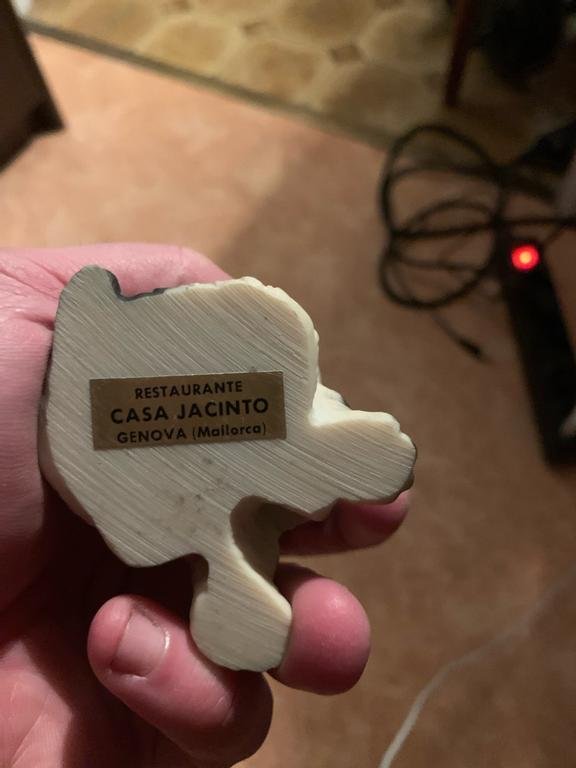 RESTAURANTE
CASA JACINTO
GENOVA (Mallorca)